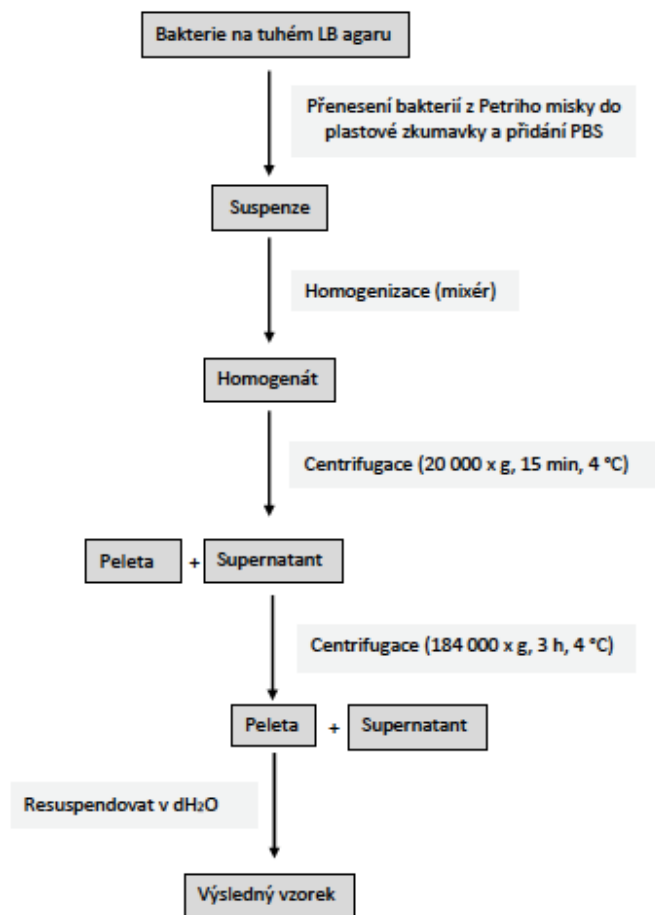 Bakterie na tuhém LB agaru
Přenesení bakterií z Petriho misky do
plastové zkumavky a přidání PBS
Suspenze
Homogenizace (mixér)
Homogenát
Centrifugace (20 000 x g, 15 min, 4 °C)
Peleta + Supernatant
Centrifugace (184 000 x g, 3 h, 4 °C)
Peleta + Supernatant
Resuspendovat v dH₂O
Výsledný vzorek